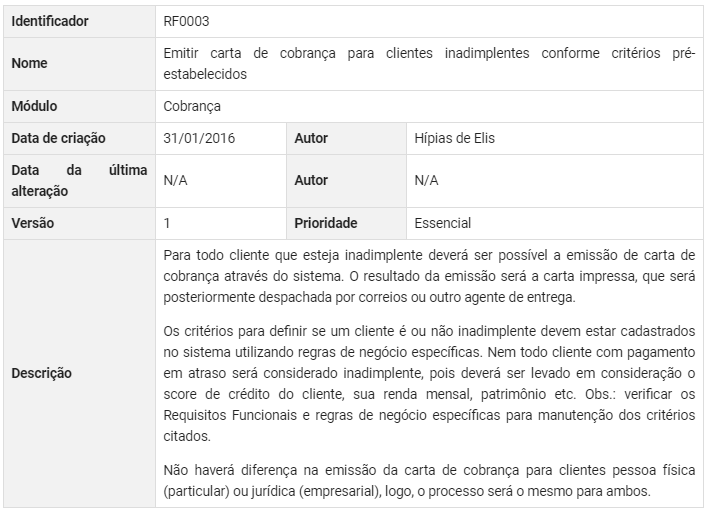 Identificador RF0003
Nome
Emitir carta de cobrança para clientes inadimplentes conforme critérios pré-
estabelecidos
Módulo Cobrança
Data de criação 31/01/2016 Autor Hípias de Elis
Data da última
alteração
N/A Autor N/A
Versão 1 Prioridade Essencial
Descrição
Para todo cliente que esteja inadimplente deverá ser possível a emissão de carta de
cobrança através do sistema. O resultado da emissão será a carta impressa, que será
posteriormente despachada por correios ou outro agente de entrega.
Os critérios para definir se um cliente é ou não inadimplente devem estar cadastrados
no sistema utilizando regras de negócio específicas. Nem todo cliente com pagamento
em atraso será considerado inadimplente, pois deverá ser levado em consideração o
score de crédito do cliente, sua renda mensal, patrimônio etc. Obs.: verificar os
Requisitos Funcionais e regras de negócio específicas para manutenção dos critérios
citados.
Não haverá diferença na emissão da carta de cobrança para clientes pessoa física
(particular) ou jurídica (empresarial), logo, o processo será o mesmo para ambos.